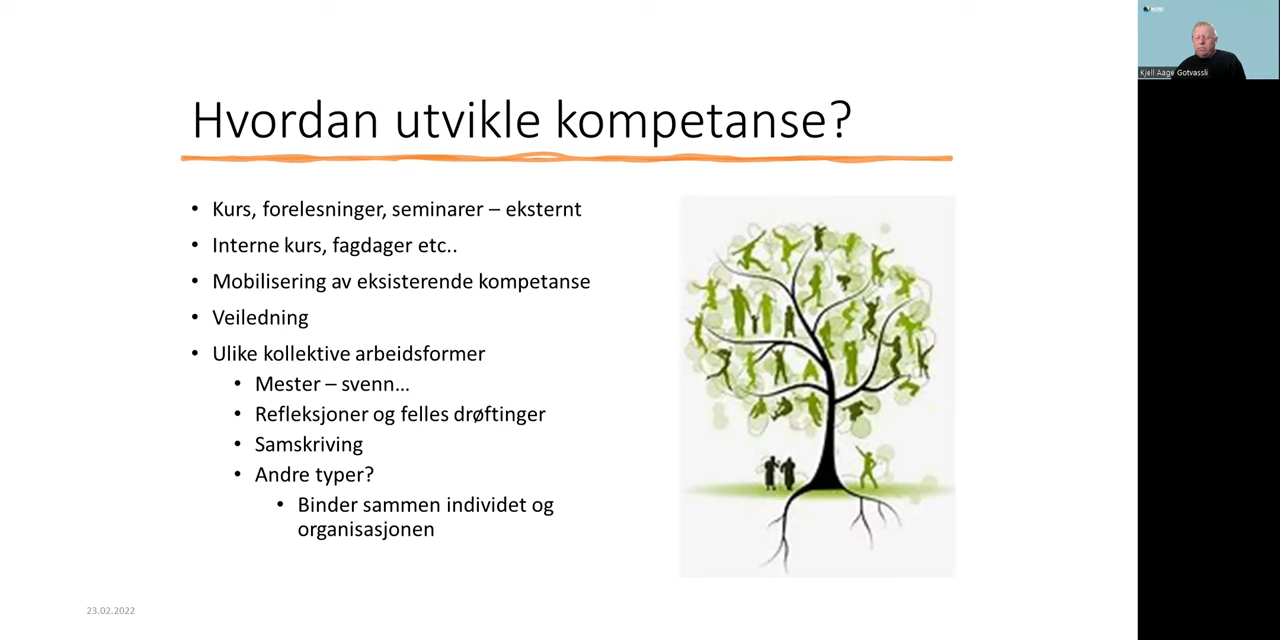 Hvordan utvikle kompetanse?
• Kurs, forelesninger, seminarer – eksternt
• Interne kurs, fagdager etc..
• Mobilisering av eksisterende kompetanse
• Veiledning
• Ulike kollektive arbeidsformer
• Mester – svenn...
• Refleksjoner og felles drøftinger
• Samskriving
• Andre typer?
• Binder sammen individet og
organisasjonen
23.02.2022
Kjell Aage Gotvassli